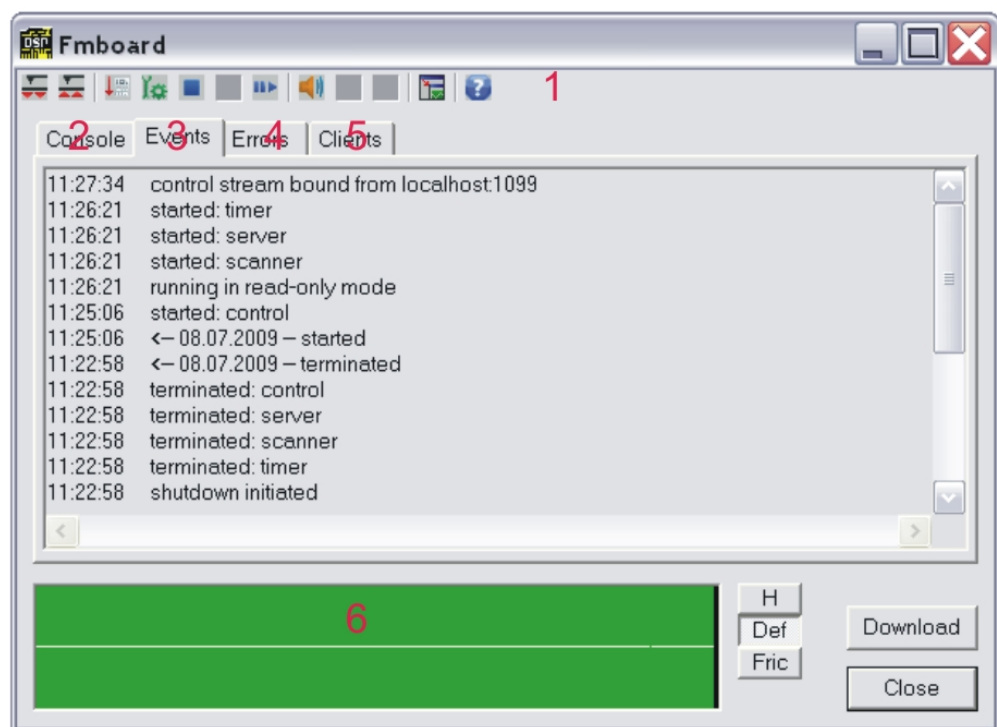 Fmboard
1
Console Events Errors Clients
2 3 4 5
11:27:34 control stream bound from localhost:1099
11:26:21 started: timer
11:26:21 started: server
11:26:21 started: scanner
11:26:21 running in read-only mode
11:25:06 started: control
11:25:06 <-- 08.07.2009 -- started
11:22:58 <-- 08.07.2009 -- terminated
11:22:58 terminated: control
11:22:58 terminated: server
11:22:58 terminated: scanner
11:22:58 terminated: timer
11:22:58 shutdown initiated
6
H
Def
Fric
Download
Close